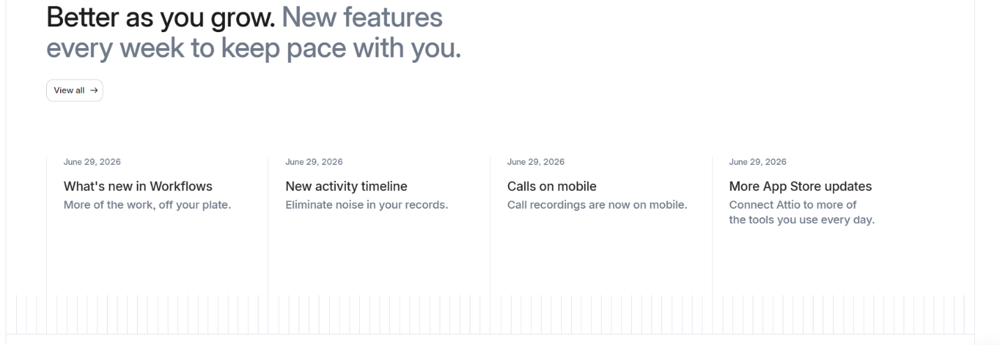 Better as you grow. New features
every week to keep pace with you.
View all →
June 29, 2026
What's new in Workflows
More of the work, off your plate.
June 29, 2026
New activity timeline
Eliminate noise in your records.
June 29, 2026
Calls on mobile
Call recordings are now on mobile.
June 29, 2026
More App Store updates
Connect Attio to more of
the tools you use every day.